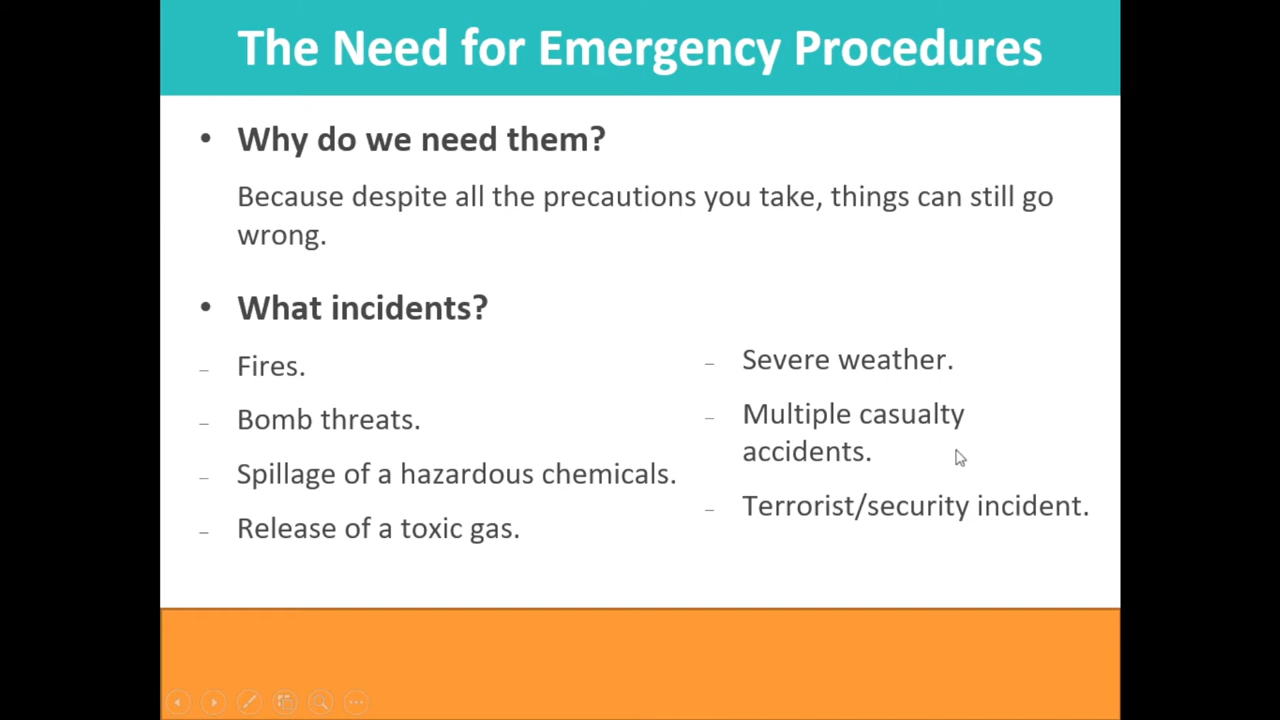 The Need for Emergency Procedures
• Why do we need them?
Because despite all the precautions you take, things can still go
wrong.
• What incidents?
– Fires.
– Bomb threats.
– Spillage of a hazardous chemicals.
– Release of a toxic gas.
– Severe weather.
– Multiple casualty
accidents.
– Terrorist/security incident.